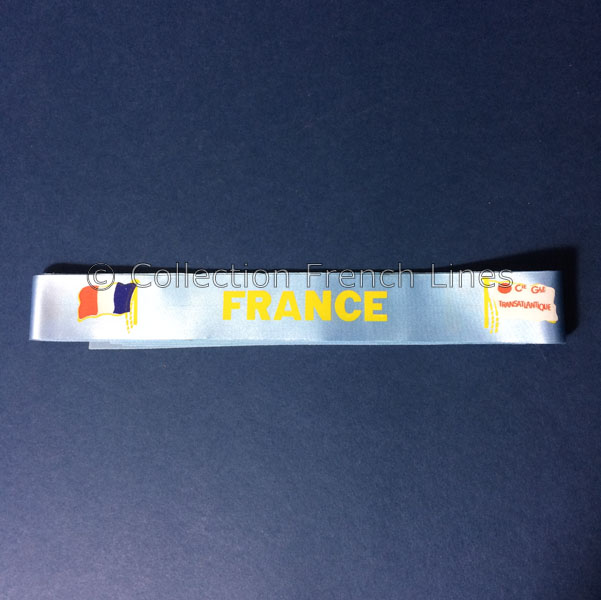 © Collection French Lines
FRANCE
Cie Gle
TRANSATLANTIQUE